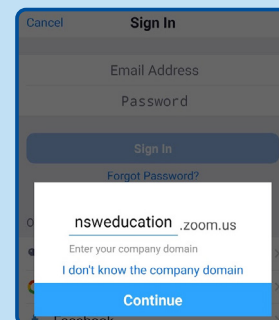 Cancel Sign In
Email Address
Password
Sign In
Forgot Password?
nsweducation .zoom.us
Enter your company domain
I don't know the company domain
Continue
Facebook